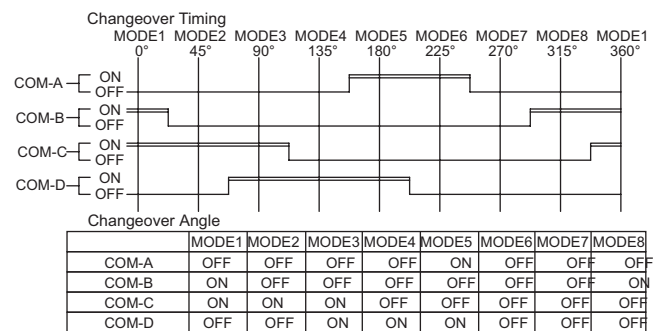 Changeover Timing
MODE1 MODE2 MODE3 MODE4 MODE5 MODE6 MODE7 MODE8 MODE1
0° 45° 90° 135° 180° 225° 270° 315° 360°
COM-A ON
OFF
COM-B ON
OFF
COM-C ON
OFF
COM-D ON
OFF
Changeover Angle
MODE1 MODE2 MODE3 MODE4 MODE5 MODE6 MODE7 MODE8
COM-A OFF OFF OFF OFF ON OFF OFF OFF
COM-B ON OFF OFF OFF OFF OFF OFF ON
COM-C ON ON ON OFF OFF OFF OFF OFF
COM-D OFF OFF ON ON ON OFF OFF OFF